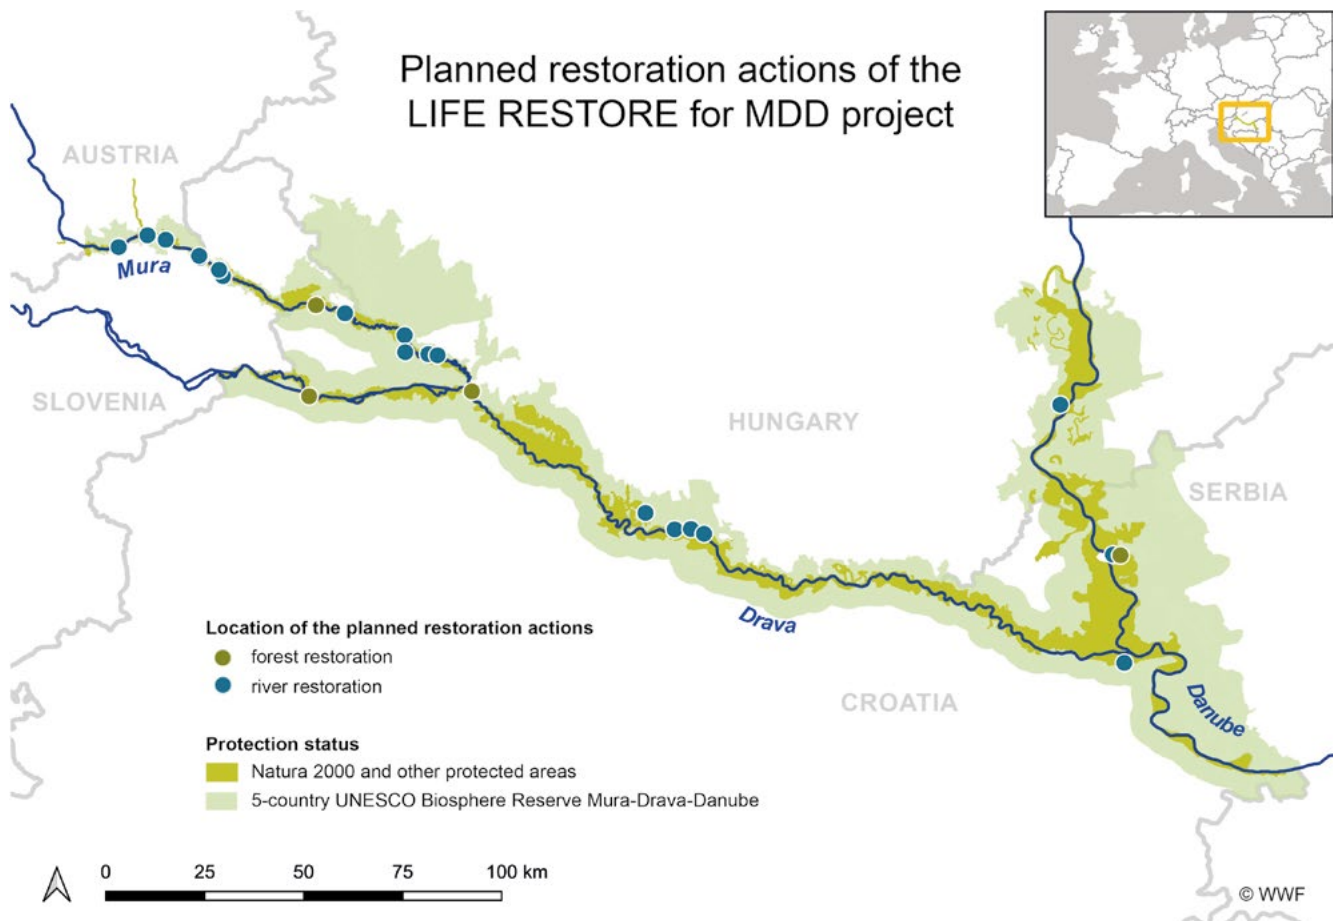 Planned restoration actions of the
LIFE RESTORE for MDD project
AUSTRIA
Mura
SLOVENIA
HUNGARY
SERBIA
Drava
CROATIA
Danube
Location of the planned restoration actions
forest restoration
river restoration
Protection status
Natura 2000 and other protected areas
5-country UNESCO Biosphere Reserve Mura-Drava-Danube
0 25 50 75 100 km
© WWF